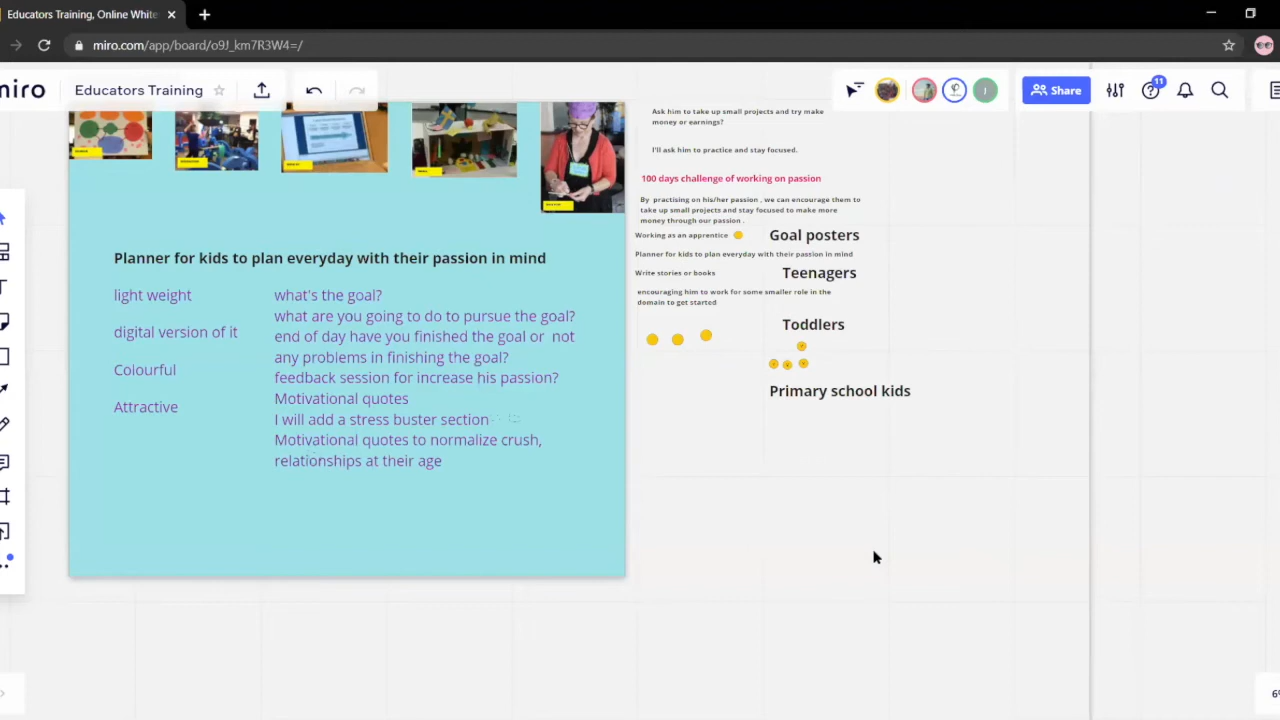 Educators Training, Online White
miro.com/app/board/o9J_km7R3W4=/
miro
Educators Training
11
Share
Ask him to take up small projects and try make
money or earnings?
I'll ask him to practice and stay focused.
100 days challenge of working on passion
By practising on his/her passion , we can encourage them to
take up small projects and stay focused to make more
money through our passion .
Working as an apprentice
Goal posters
Planner for kids to plan everyday with their passion in mind
Write stories or books
Teenagers
encouraging him to work for some smaller role in the
domain to get started
Toddlers
Primary school kids
Planner for kids to plan everyday with their passion in mind
light weight
digital version of it
Colourful
Attractive
what's the goal?
what are you going to do to pursue the goal?
end of day have you finished the goal or not
any problems in finishing the goal?
feedback session for increase his passion?
Motivational quotes
I will add a stress buster section
Motivational quotes to normalize crush,
relationships at their age